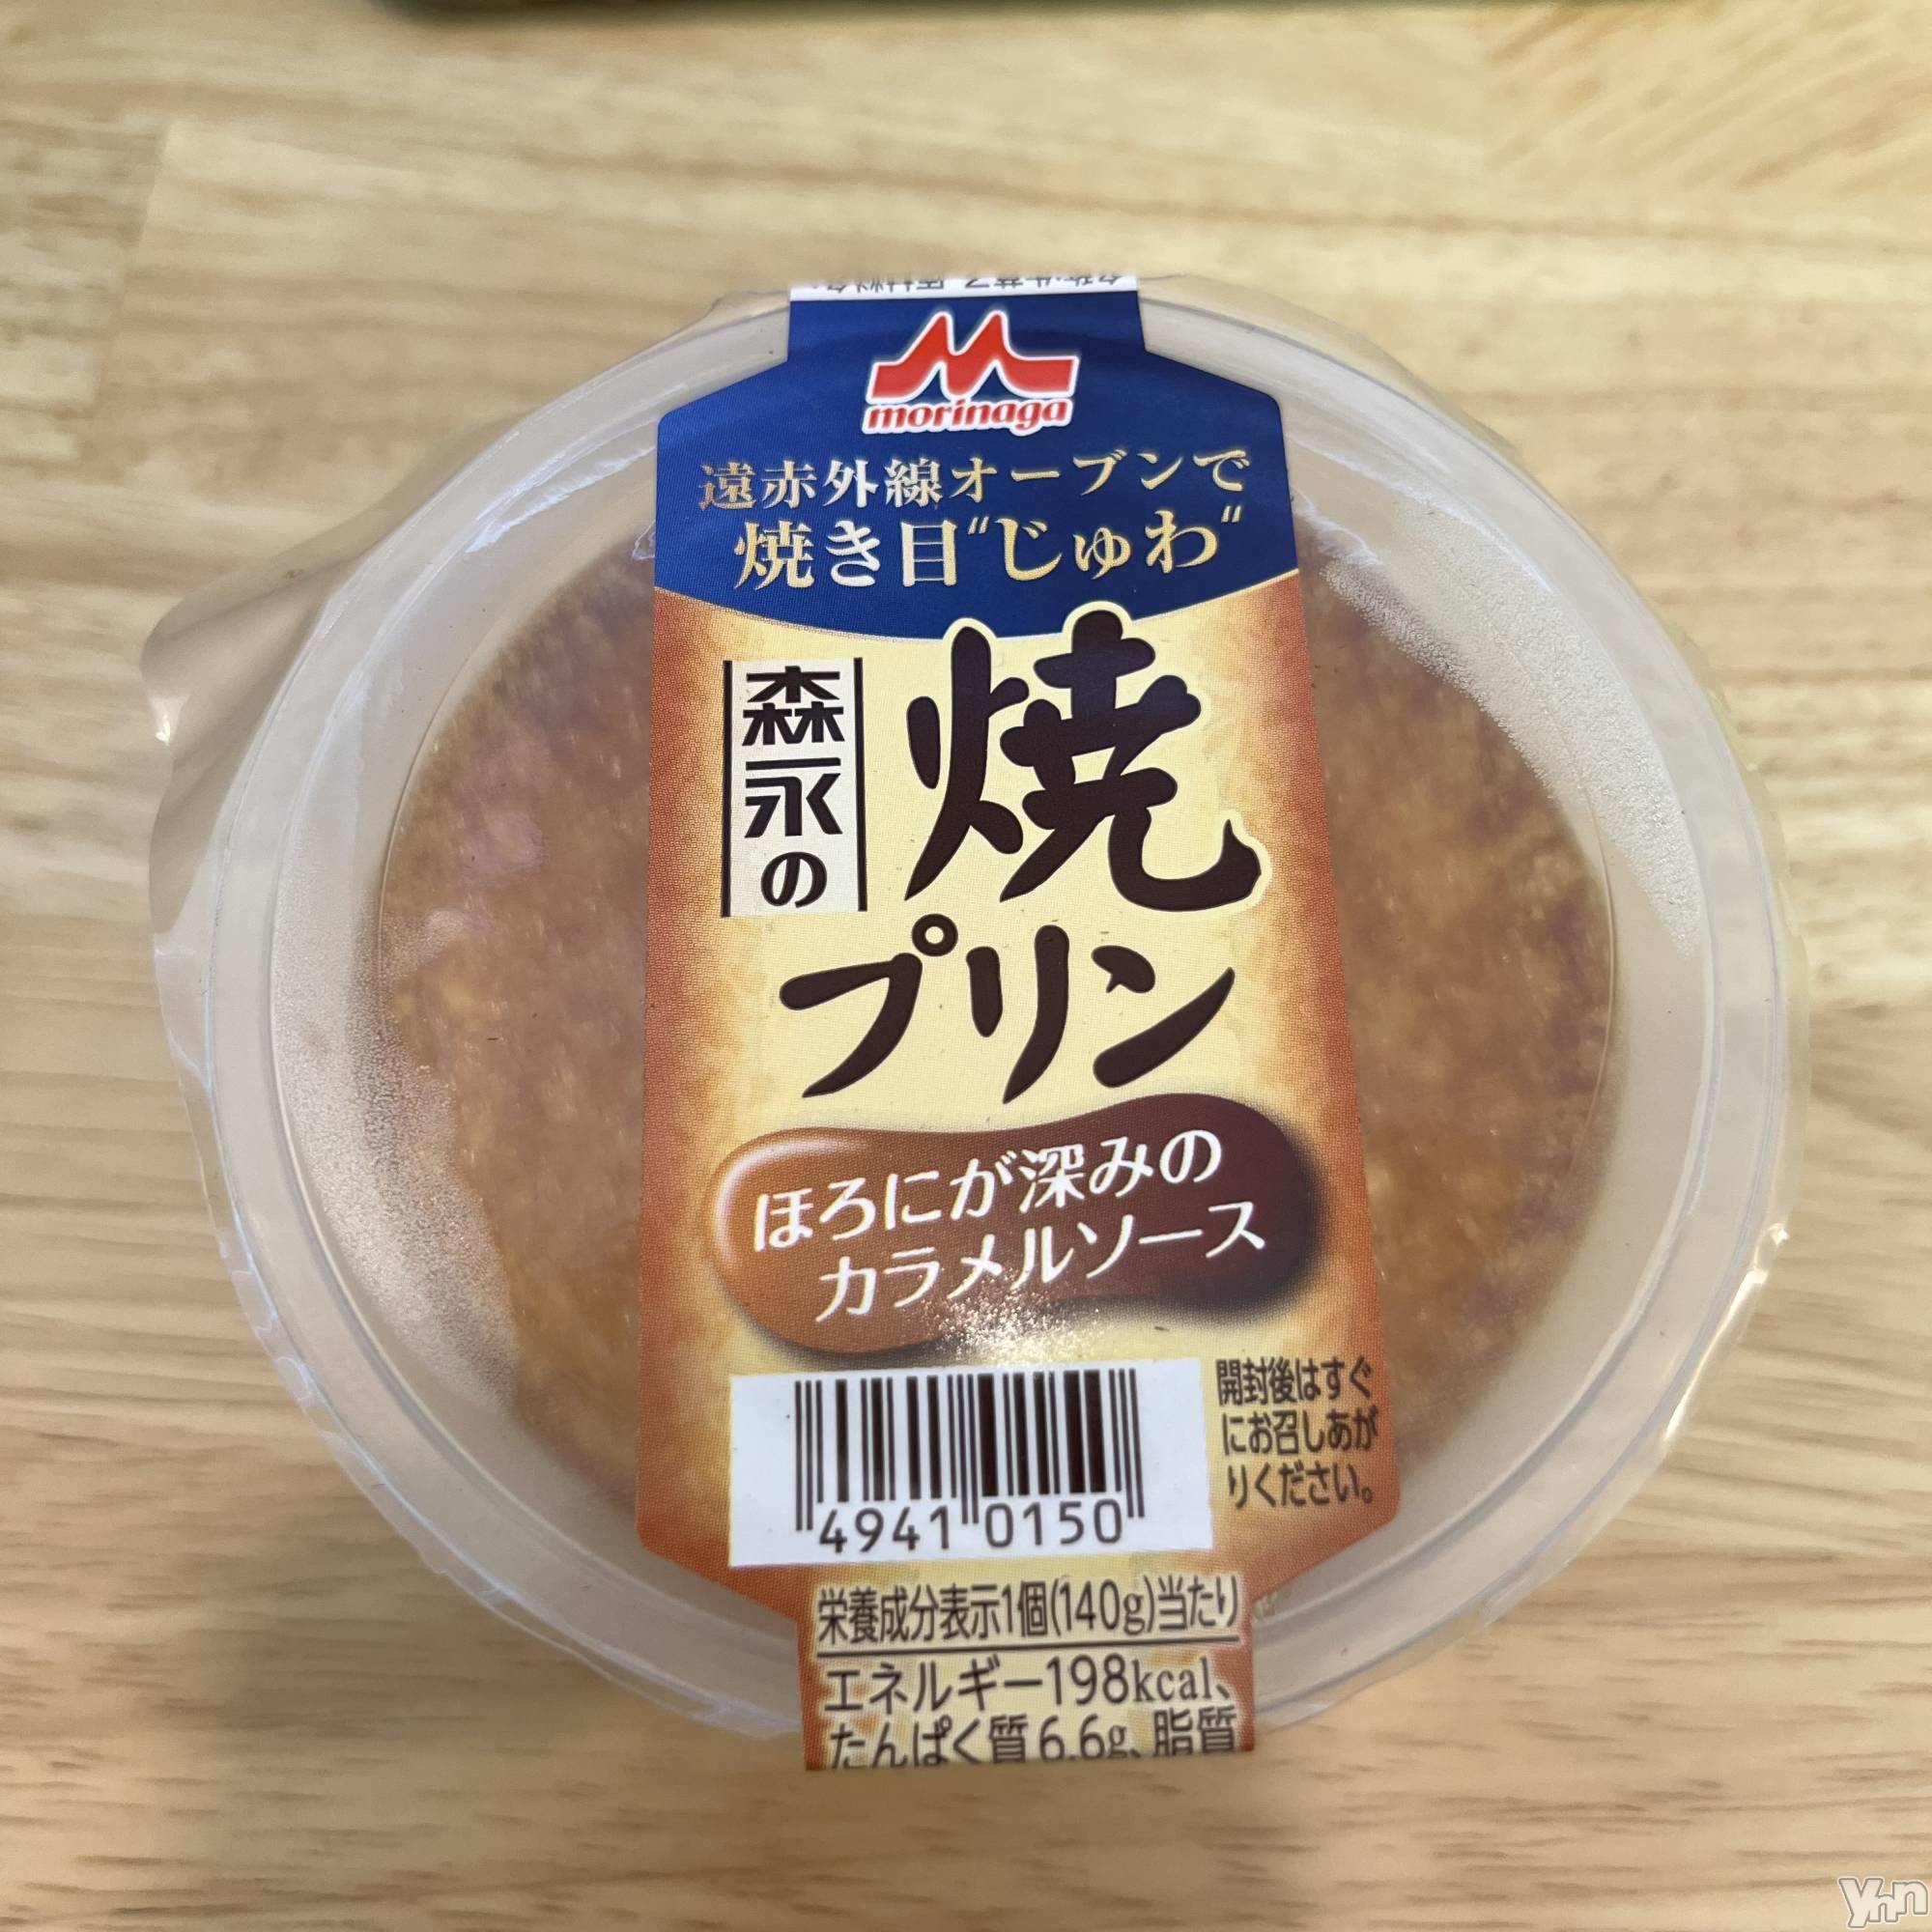 morinaga
遠赤外線オーブンで
焼き目“じゅわ“
森永の
焼
プリン
ほろにが深みの
カラメルソース
開封後はすぐ
にお召しあが
りください。
4941 0150
栄養成分表示1個(140g)当たり
エネルギー198kcal、
たんぱく質6.6g、脂質
Ynn